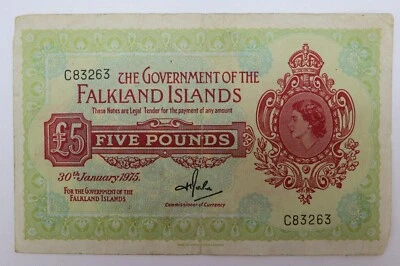 C83263 THE GOVERNMENT OF THE
FALKLAND ISLANDS
These Notes are Legal Tender for the payment of any amount
£5 FIVE POUNDS
30th January 1975.
FOR THE GOVERNMENT OF THE
FALKLAND ISLANDS
Commissioner of Currency
C83263